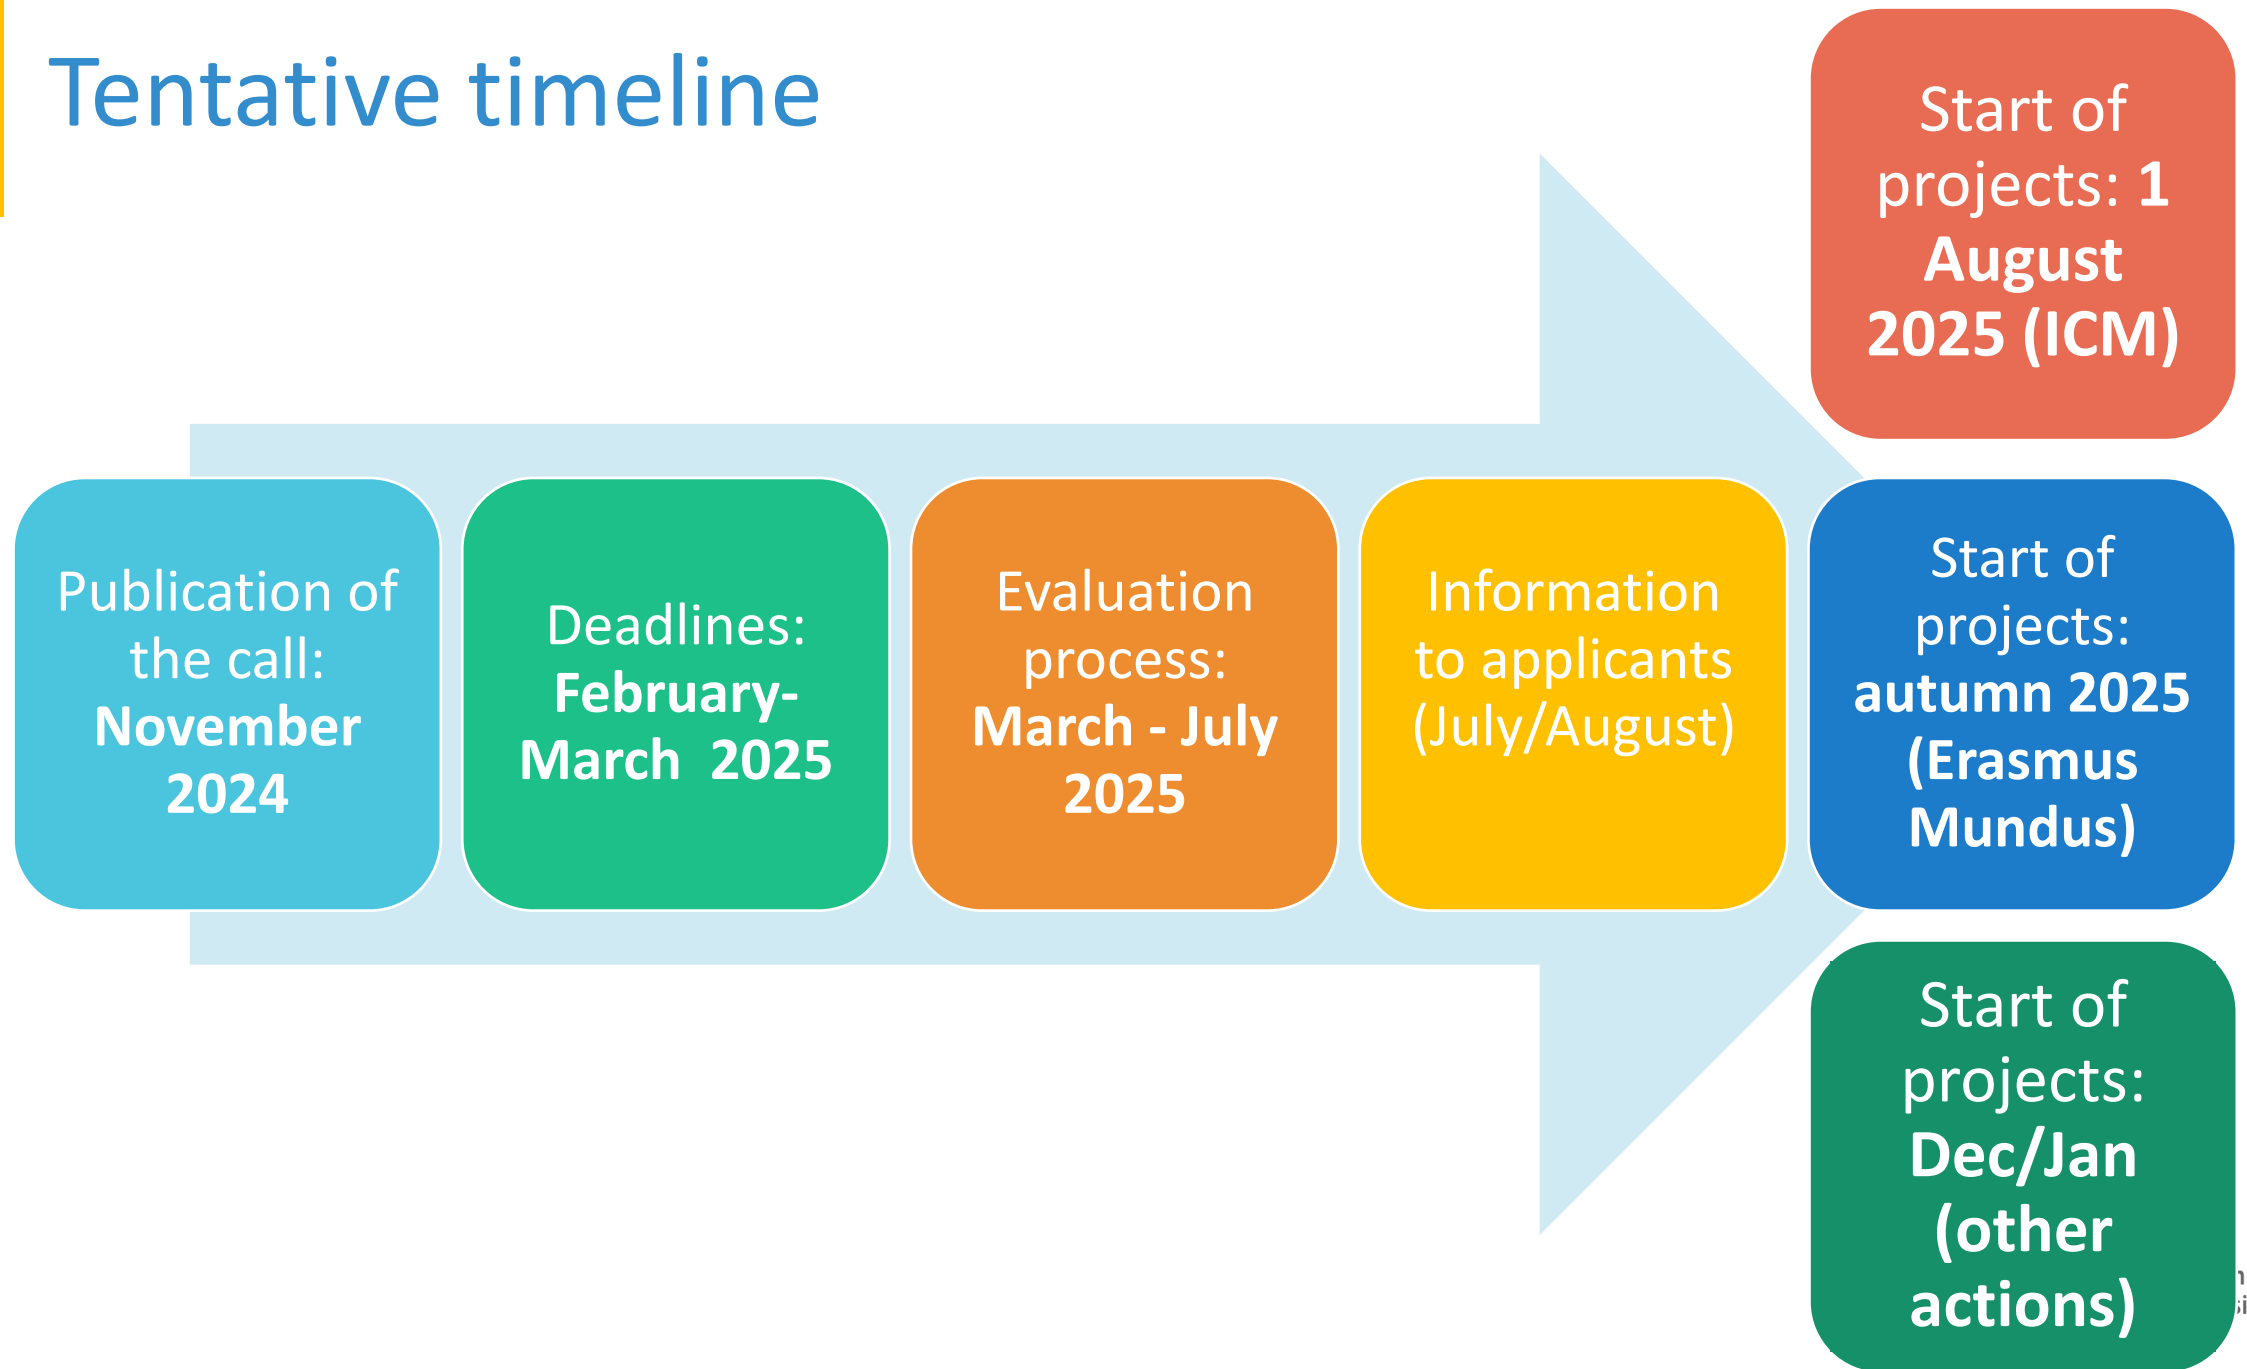 Tentative timeline
Publication of
the call:
November
2024
Deadlines:
February-
March  2025
Evaluation
process:
March - July
2025
Information
to applicants
(July/August)
Start of
projects: 1
August
2025 (ICM)
Start of
projects:
autumn 2025
(Erasmus
Mundus)
Start of
projects:
Dec/Jan
(other
actions)